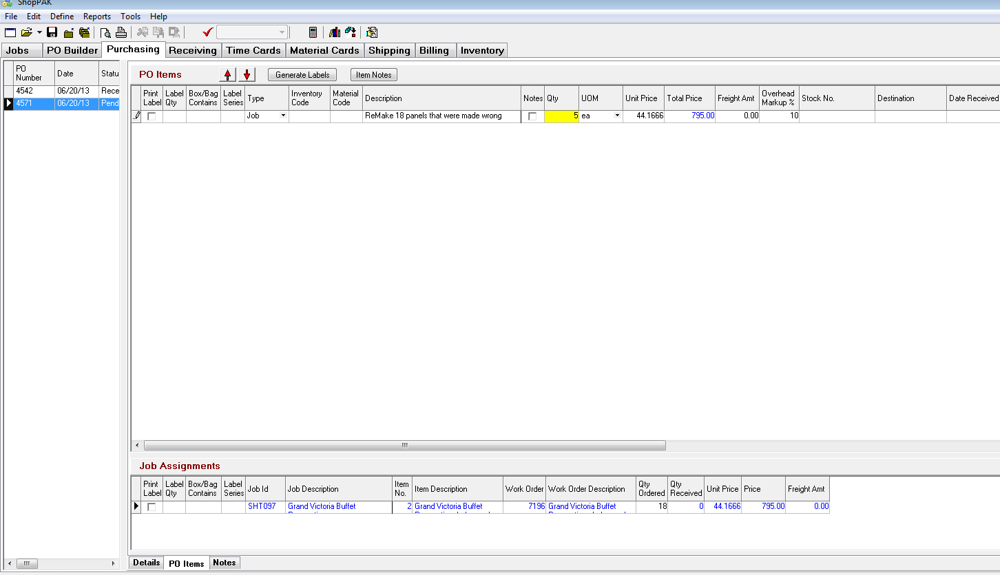 ShopPAK
File Edit Define Reports Tools Help
Jobs PO Builder Purchasing Receiving Time Cards Material Cards Shipping Billing Inventory
PO Number Date Statu
4542 06/20/13 Rece
4571 06/20/13 Pend
PO Items Generate Labels Item Notes
Print Label Label Qty Box/Bag Contains Label Series Type Inventory Code Material Code Description Notes Qty UOM Unit Price Total Price Freight Amt Overhead Markup % Stock No. Destination Date Received
Job ReMake 18 panels that were made wrong 5 ea 44.1666 795.00 0.00 10
Job Assignments
Print Label Label Qty Box/Bag Contains Label Series Job Id Job Description Item No. Item Description Work Order Work Order Description Qty Ordered Qty Received Unit Price Price Freight Amt
SHT097 Grand Victoria Buffet 2 Grand Victoria Buffet 7196 Grand Victoria Buffet 18 0 44.1666 795.00 0.00
Details PO Items Notes